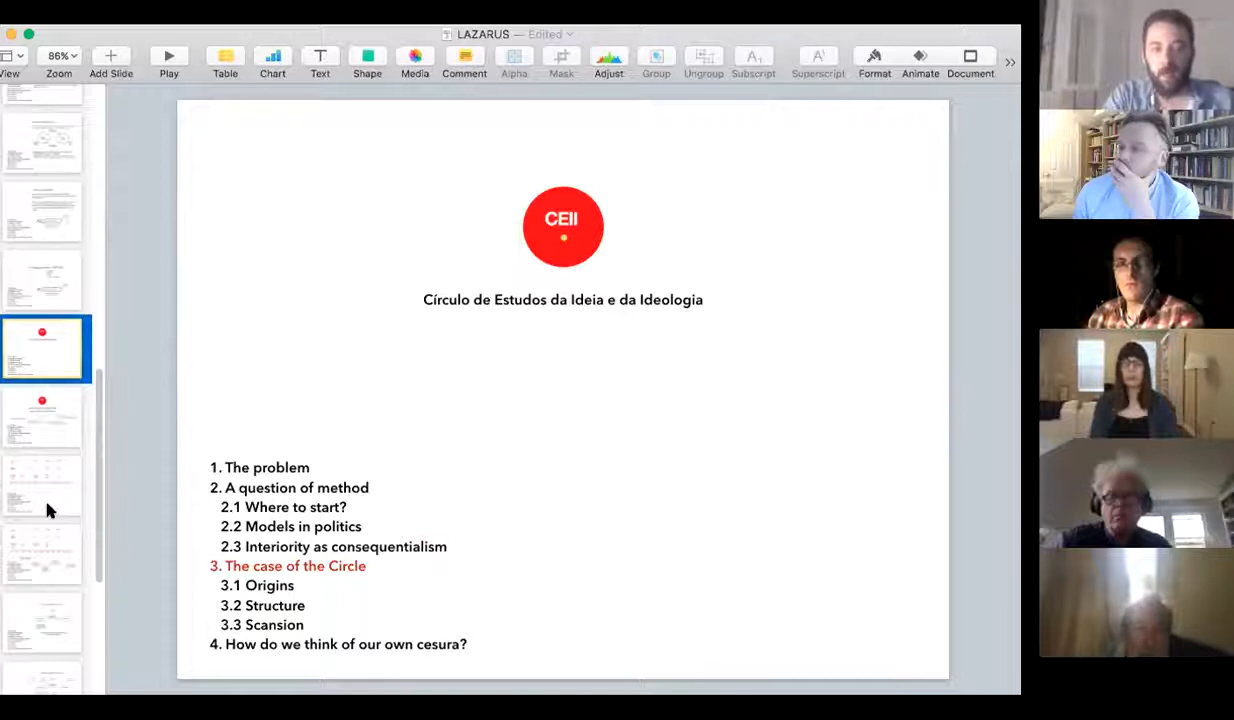 LAZARUS — Edited
View
86%
Zoom
Add Slide
Play
Table
Chart
Text
Shape
Media
Comment
Alpha
Mask
Adjust
Group
Ungroup
Subscript
Superscript
Format
Animate
Document
CEII
Círculo de Estudos da Ideia e da Ideologia
1. The problem
2. A question of method
2.1 Where to start?
2.2 Models in politics
2.3 Interiority as consequentialism
3. The case of the Circle
3.1 Origins
3.2 Structure
3.3 Scansion
4. How do we think of our own cesura?